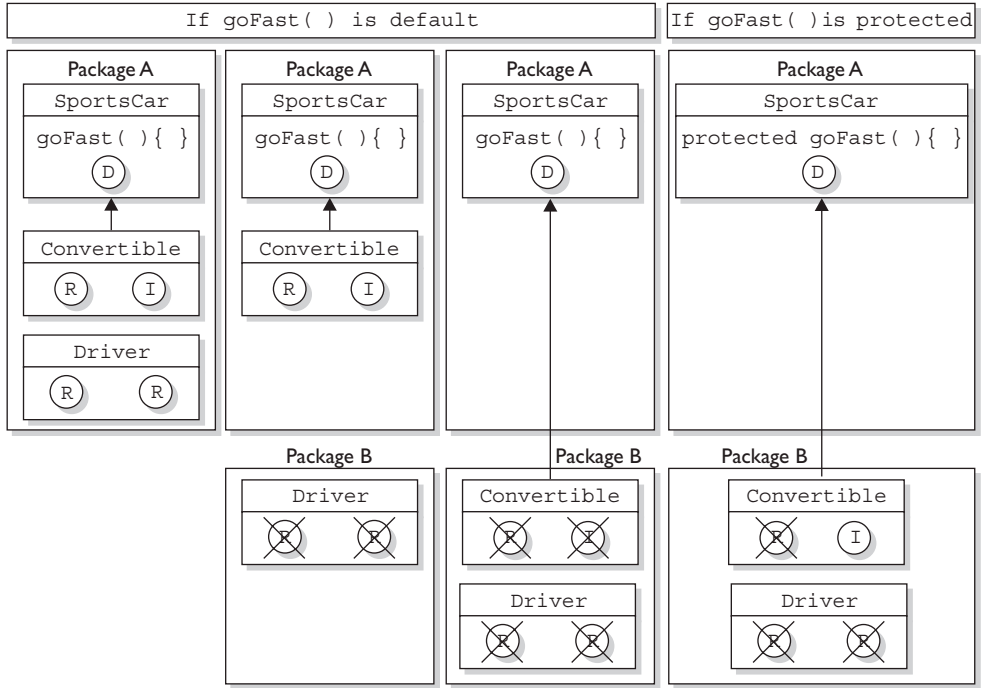 If goFast( ) is default
If goFast( )is protected
Package A
SportsCar
goFast( ){ }
D
Convertible
R I
Driver
R R
Package A
SportsCar
goFast( ){ }
D
Convertible
R I
Package B
Driver
R R
Package A
SportsCar
goFast( ){ }
D
Package B
Convertible
R I
Driver
R R
Package A
SportsCar
protected goFast( ){ }
D
Package B
Convertible
R I
Driver
R R